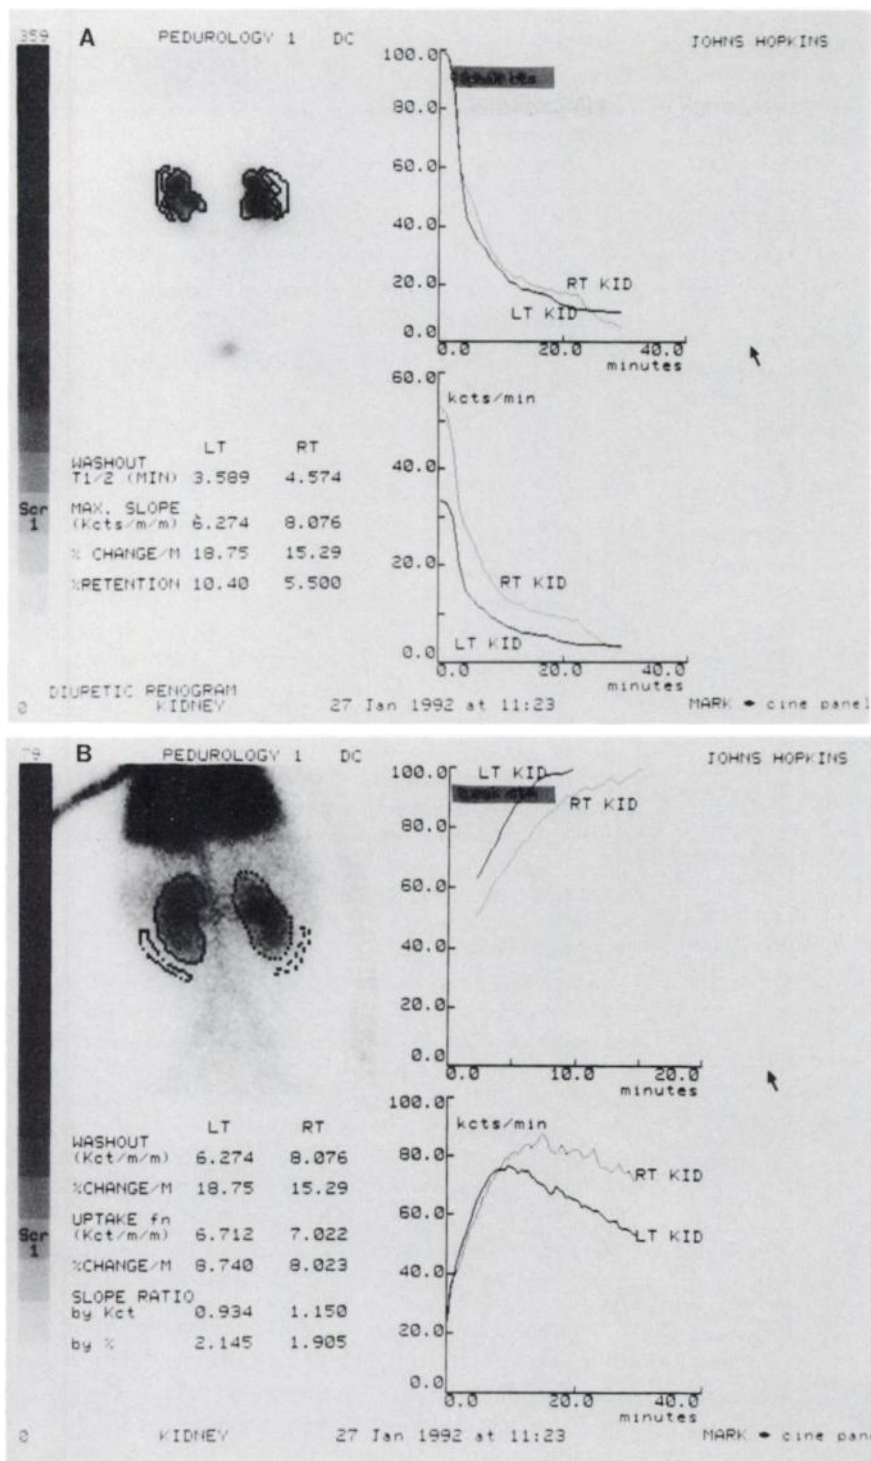 359 A PEDUROLOGY 1 DC JOHNS HOPKINS
100.0
80.0
60.0
40.0
20.0
0.0
RT KID
LT KID
0.0 20.0 40.0
minutes
60.0
kcts/min
40.0
20.0
0.0
RT KID
LT KID
0.0 20.0 40.0
minutes
LT RT
WASHOUT
T1/2 (MIN) 3.589 4.574
MAX. SLOPE
(Kcts/m/m) 6.274 8.076
% CHANGE/M 18.75 15.29
%RETENTION 10.40 5.500
Scr
1
DIURETIC RENOGRAM
0 KIDNEY 27 Jan 1992 at 11:23 MARK cine panel
79 B PEDUROLOGY 1 DC JOHNS HOPKINS
100.0
80.0
60.0
40.0
20.0
0.0
LT KID
RT KID
0.0 10.0 20.0
minutes
100.0
kcts/min
80.0
60.0
40.0
20.0
0.0
RT KID
LT KID
0.0 20.0 40.0
minutes
LT RT
WASHOUT
(Kct/m/m) 6.274 8.076
%CHANGE/M 18.75 15.29
UPTAKE fn
(Kct/m/m) 6.712 7.022
%CHANGE/M 8.740 8.023
SLOPE RATIO
by Kct 0.934 1.150
by % 2.145 1.905
Scr
1
0 KIDNEY 27 Jan 1992 at 11:23 MARK cine pane